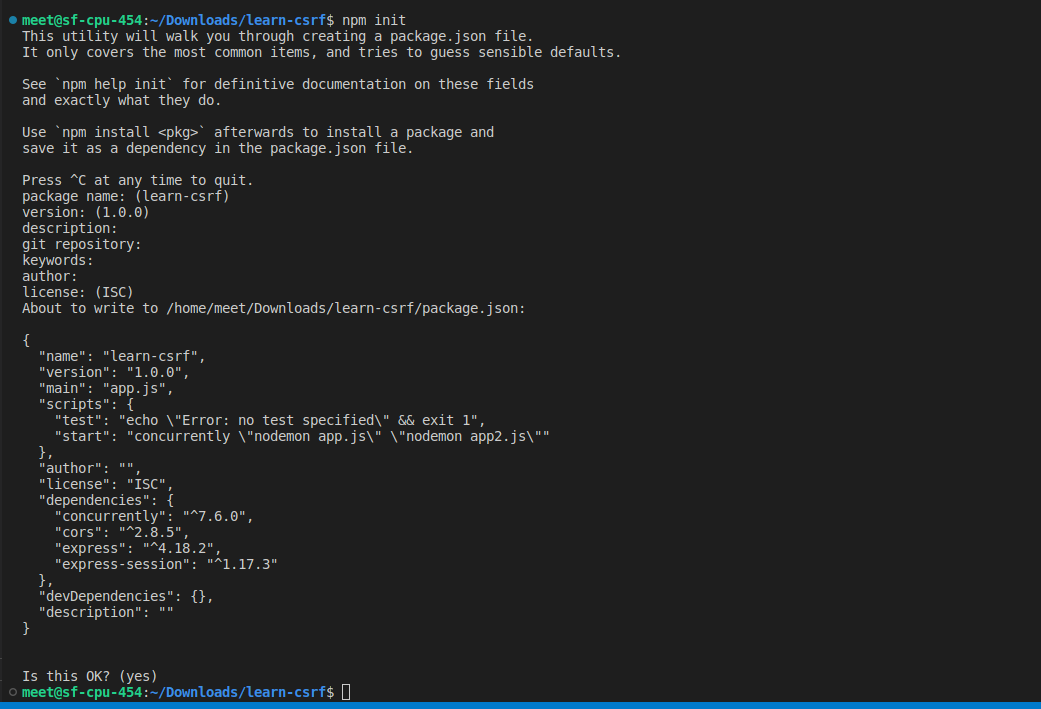 meet@sf-cpu-454:~/Downloads/learn-csrf$ npm init
This utility will walk you through creating a package.json file.
It only covers the most common items, and tries to guess sensible defaults.
See `npm help init` for definitive documentation on these fields
and exactly what they do.
Use `npm install <pkg>` afterwards to install a package and
save it as a dependency in the package.json file.
Press ^C at any time to quit.
package name: (learn-csrf)
version: (1.0.0)
description:
git repository:
keywords:
author:
license: (ISC)
About to write to /home/meet/Downloads/learn-csrf/package.json:
{
  "name": "learn-csrf",
  "version": "1.0.0",
  "main": "app.js",
  "scripts": {
    "test": "echo \"Error: no test specified\" && exit 1",
    "start": "concurrently \"nodemon app.js\" \"nodemon app2.js\""
  },
  "author": "",
  "license": "ISC",
  "dependencies": {
    "concurrently": "^7.6.0",
    "cors": "^2.8.5",
    "express": "^4.18.2",
    "express-session": "^1.17.3"
  },
  "devDependencies": {},
  "description": ""
}
Is this OK? (yes)
meet@sf-cpu-454:~/Downloads/learn-csrf$